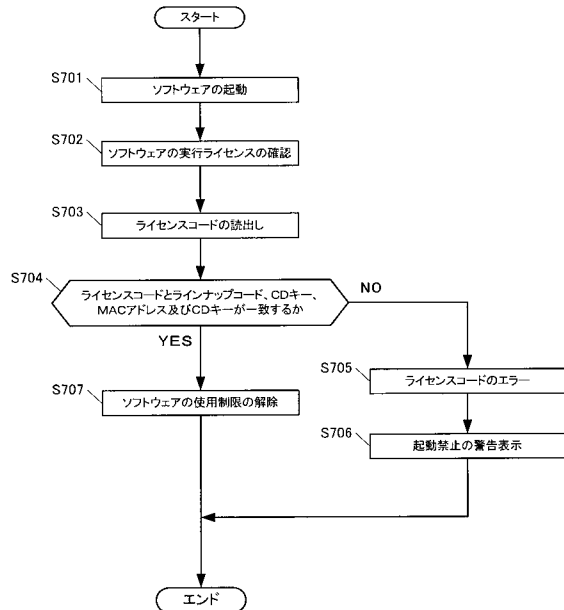 スタート
S701
ソフトウェアの起動
S702
ソフトウェアの実行ライセンスの確認
S703
ライセンスコードの読出し
S704
ライセンスコードとラインナップコード、CDキー、
MACアドレス及びCDキーが一致するか
NO
YES
S705
ライセンスコードのエラー
S707
ソフトウェアの使用制限の解除
S706
起動禁止の警告表示
エンド